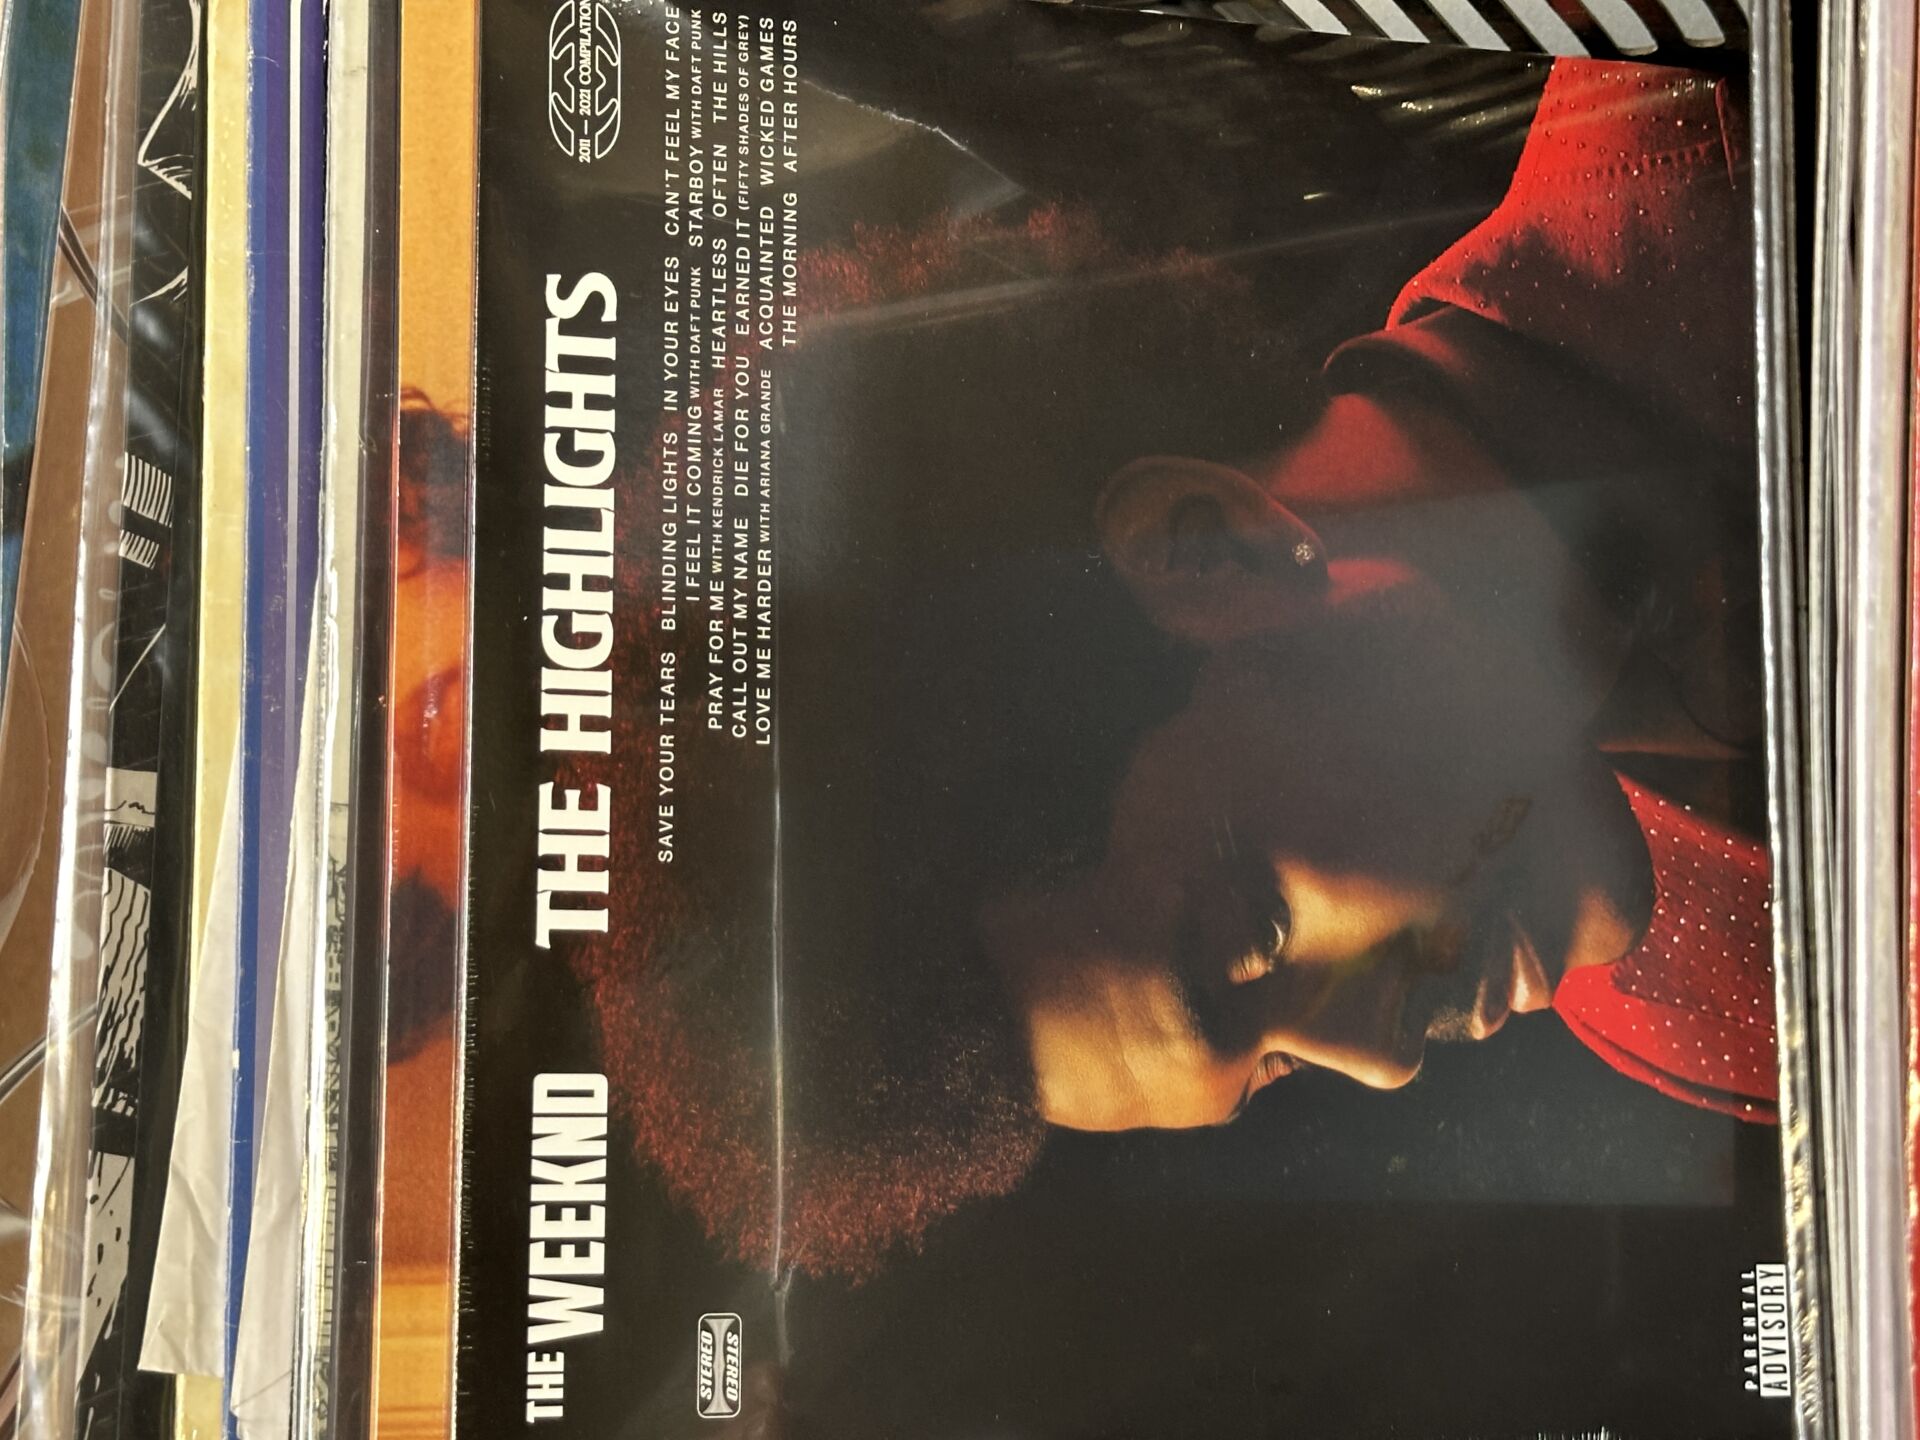 THE WEEKND THE HIGHLIGHTS
2011 — 2021 COMPILATION
STEREO
STEREO
SAVE YOUR TEARS BLINDING LIGHTS IN YOUR EYES CAN'T FEEL MY FACE
I FEEL IT COMING WITH DAFT PUNK STARBOY WITH DAFT PUNK
PRAY FOR ME WITH KENDRICK LAMAR HEARTLESS OFTEN THE HILLS
CALL OUT MY NAME DIE FOR YOU EARNED IT (FIFTY SHADES OF GREY)
LOVE ME HARDER WITH ARIANA GRANDE ACQUAINTED WICKED GAMES
THE MORNING AFTER HOURS
PARENTAL
ADVISORY